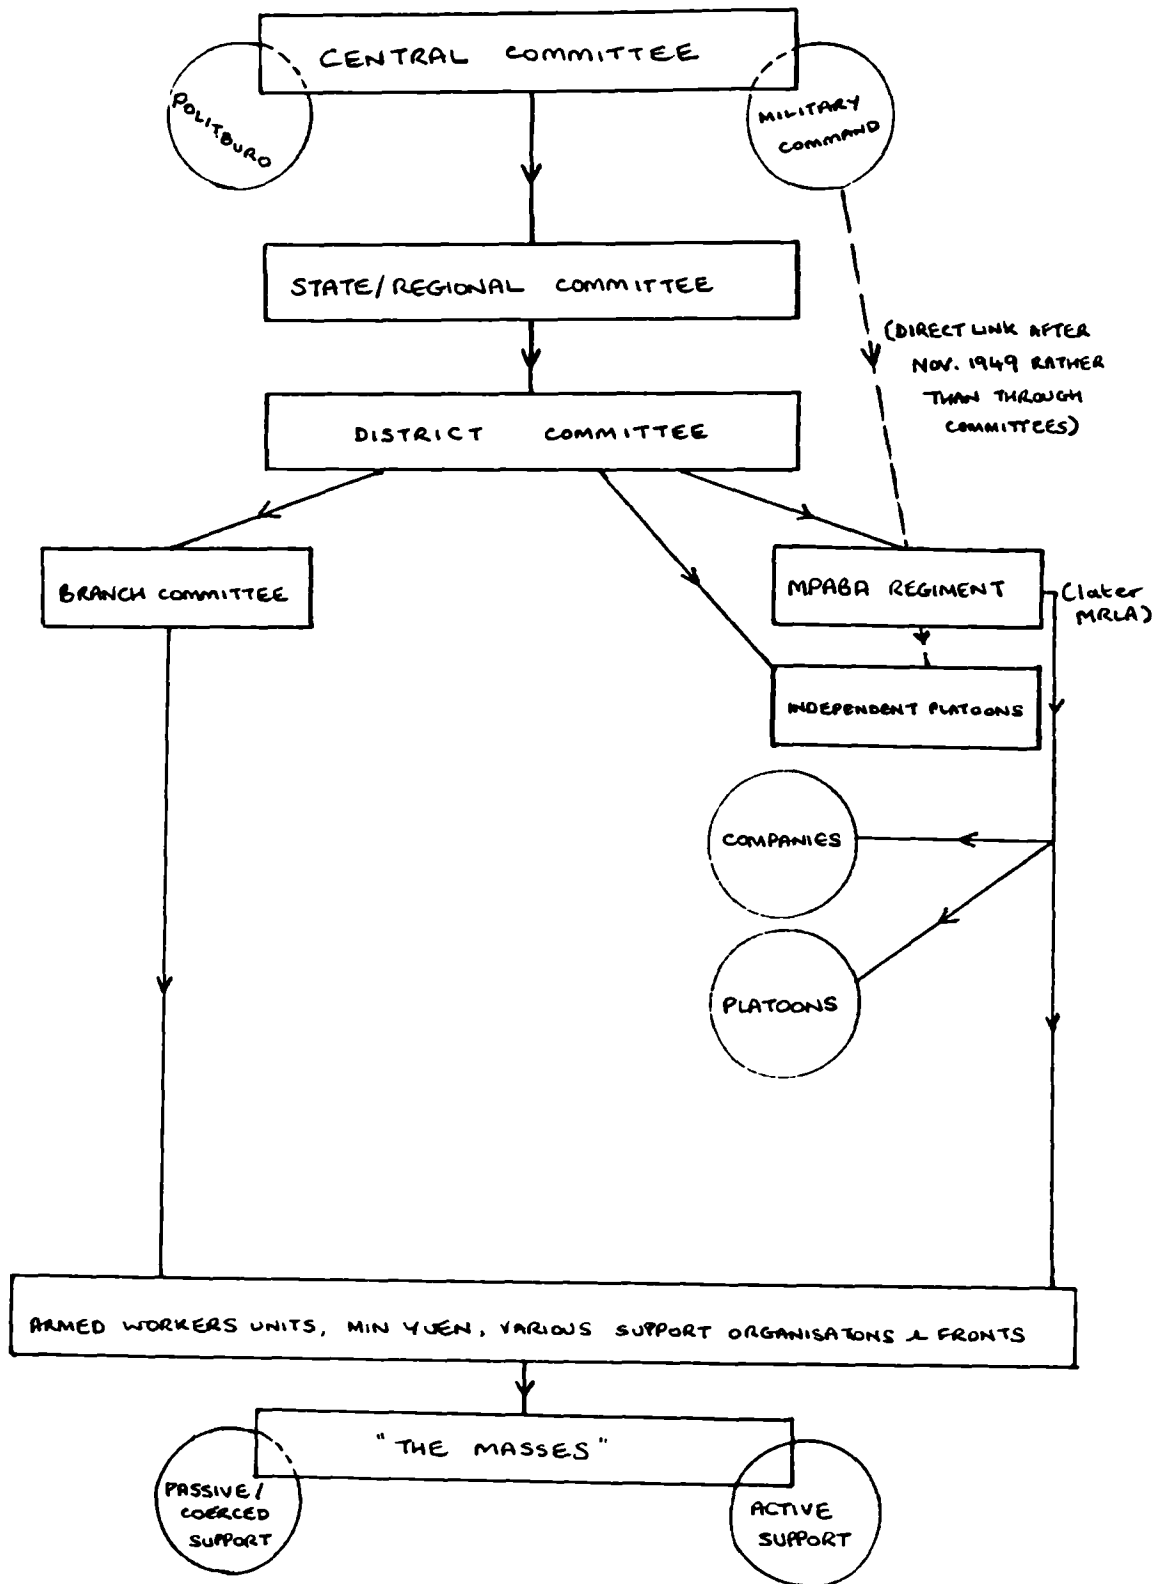 CENTRAL COMMITTEE
POLITBURO
MILITARY
COMMAND
STATE/REGIONAL COMMITTEE
(DIRECT LINK AFTER
NOV. 1949 RATHER
THAN THROUGH
COMMITTEES)
DISTRICT COMMITTEE
BRANCH COMMITTEE
MPABA REGIMENT
(later
MRLA)
INDEPENDENT PLATOONS
COMPANIES
PLATOONS
ARMED WORKERS UNITS, MIN YUEN, VARIOUS SUPPORT ORGANISATONS & FRONTS
"THE MASSES"
PASSIVE/
COERCED
SUPPORT
ACTIVE
SUPPORT